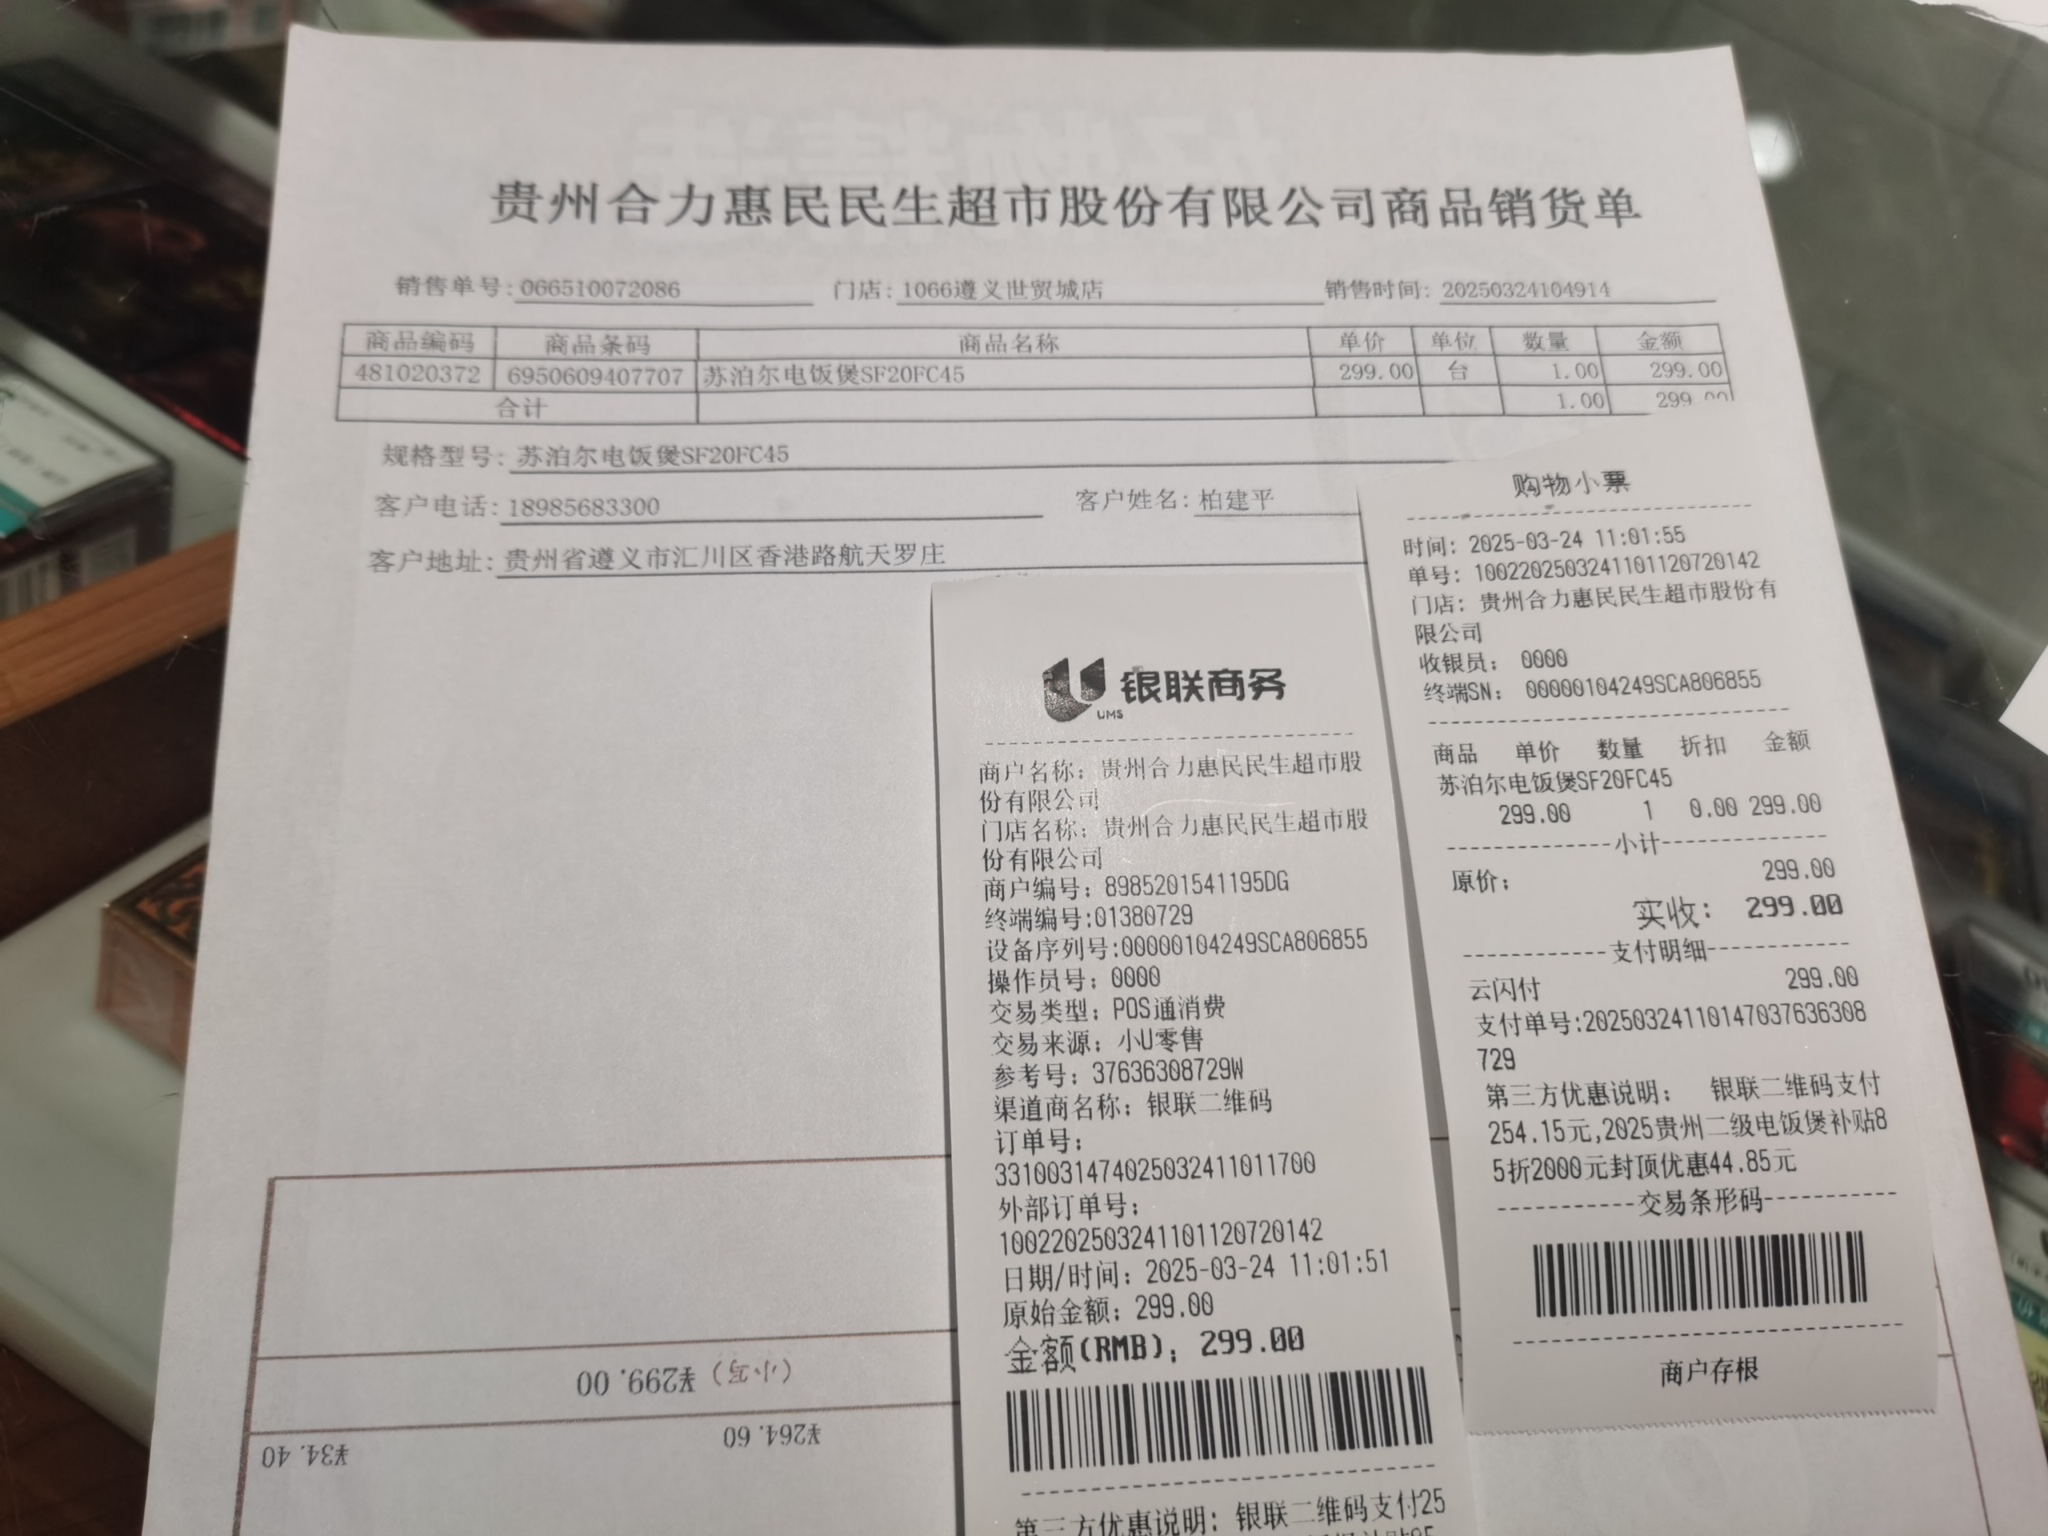 贵州合力惠民民生超市股份有限公司商品销货单
销售单号: 066510072086 门店: 1066遵义世贸城店 销售时间: 20250324104914
商品编码 商品条码 商品名称 单价 单位 数量 金额
481020372 6950609407707 苏泊尔电饭煲SF20FC45 299.00 台 1.00 299.00
合计 1.00 299.00
规格型号: 苏泊尔电饭煲SF20FC45
客户电话: 18985683300 客户姓名: 柏建平
客户地址: 贵州省遵义市汇川区香港路航天罗庄
银联商务
UMS
商户名称: 贵州合力惠民民生超市股
份有限公司
门店名称: 贵州合力惠民民生超市股
份有限公司
商户编号: 8985201541195DG
终端编号:01380729
设备序列号:00000104249SCA806855
操作员号: 0000
交易类型: POS通消费
交易来源: 小U零售
参考号: 37636308729W
渠道商名称: 银联二维码
订单号:
3310031474025032411011700
外部订单号:
10022025032411011207 20142
日期/时间: 2025-03-24 11:01:51
原始金额: 299.00
金额(RMB): 299.00
第三方优惠说明: 银联二维码支付25
购物小票
时间: 2025-03-24 11:01:55
单号: 1002202503241101120720142
门店: 贵州合力惠民民生超市股份有
限公司
收银员: 0000
终端SN: 00000104249SCA806855
商品 单价 数量 折扣 金额
苏泊尔电饭煲SF20FC45
299.00 1 0.00 299.00
小计
原价: 299.00
实收: 299.00
支付明细
云闪付 299.00
支付单号:20250324110147037636308
729
第三方优惠说明: 银联二维码支付
254.15元,2025贵州二级电饭煲补贴8
5折2000元封顶优惠44.85元
交易条形码
商户存根
(小写) ¥299.00
¥264.60 ¥34.40